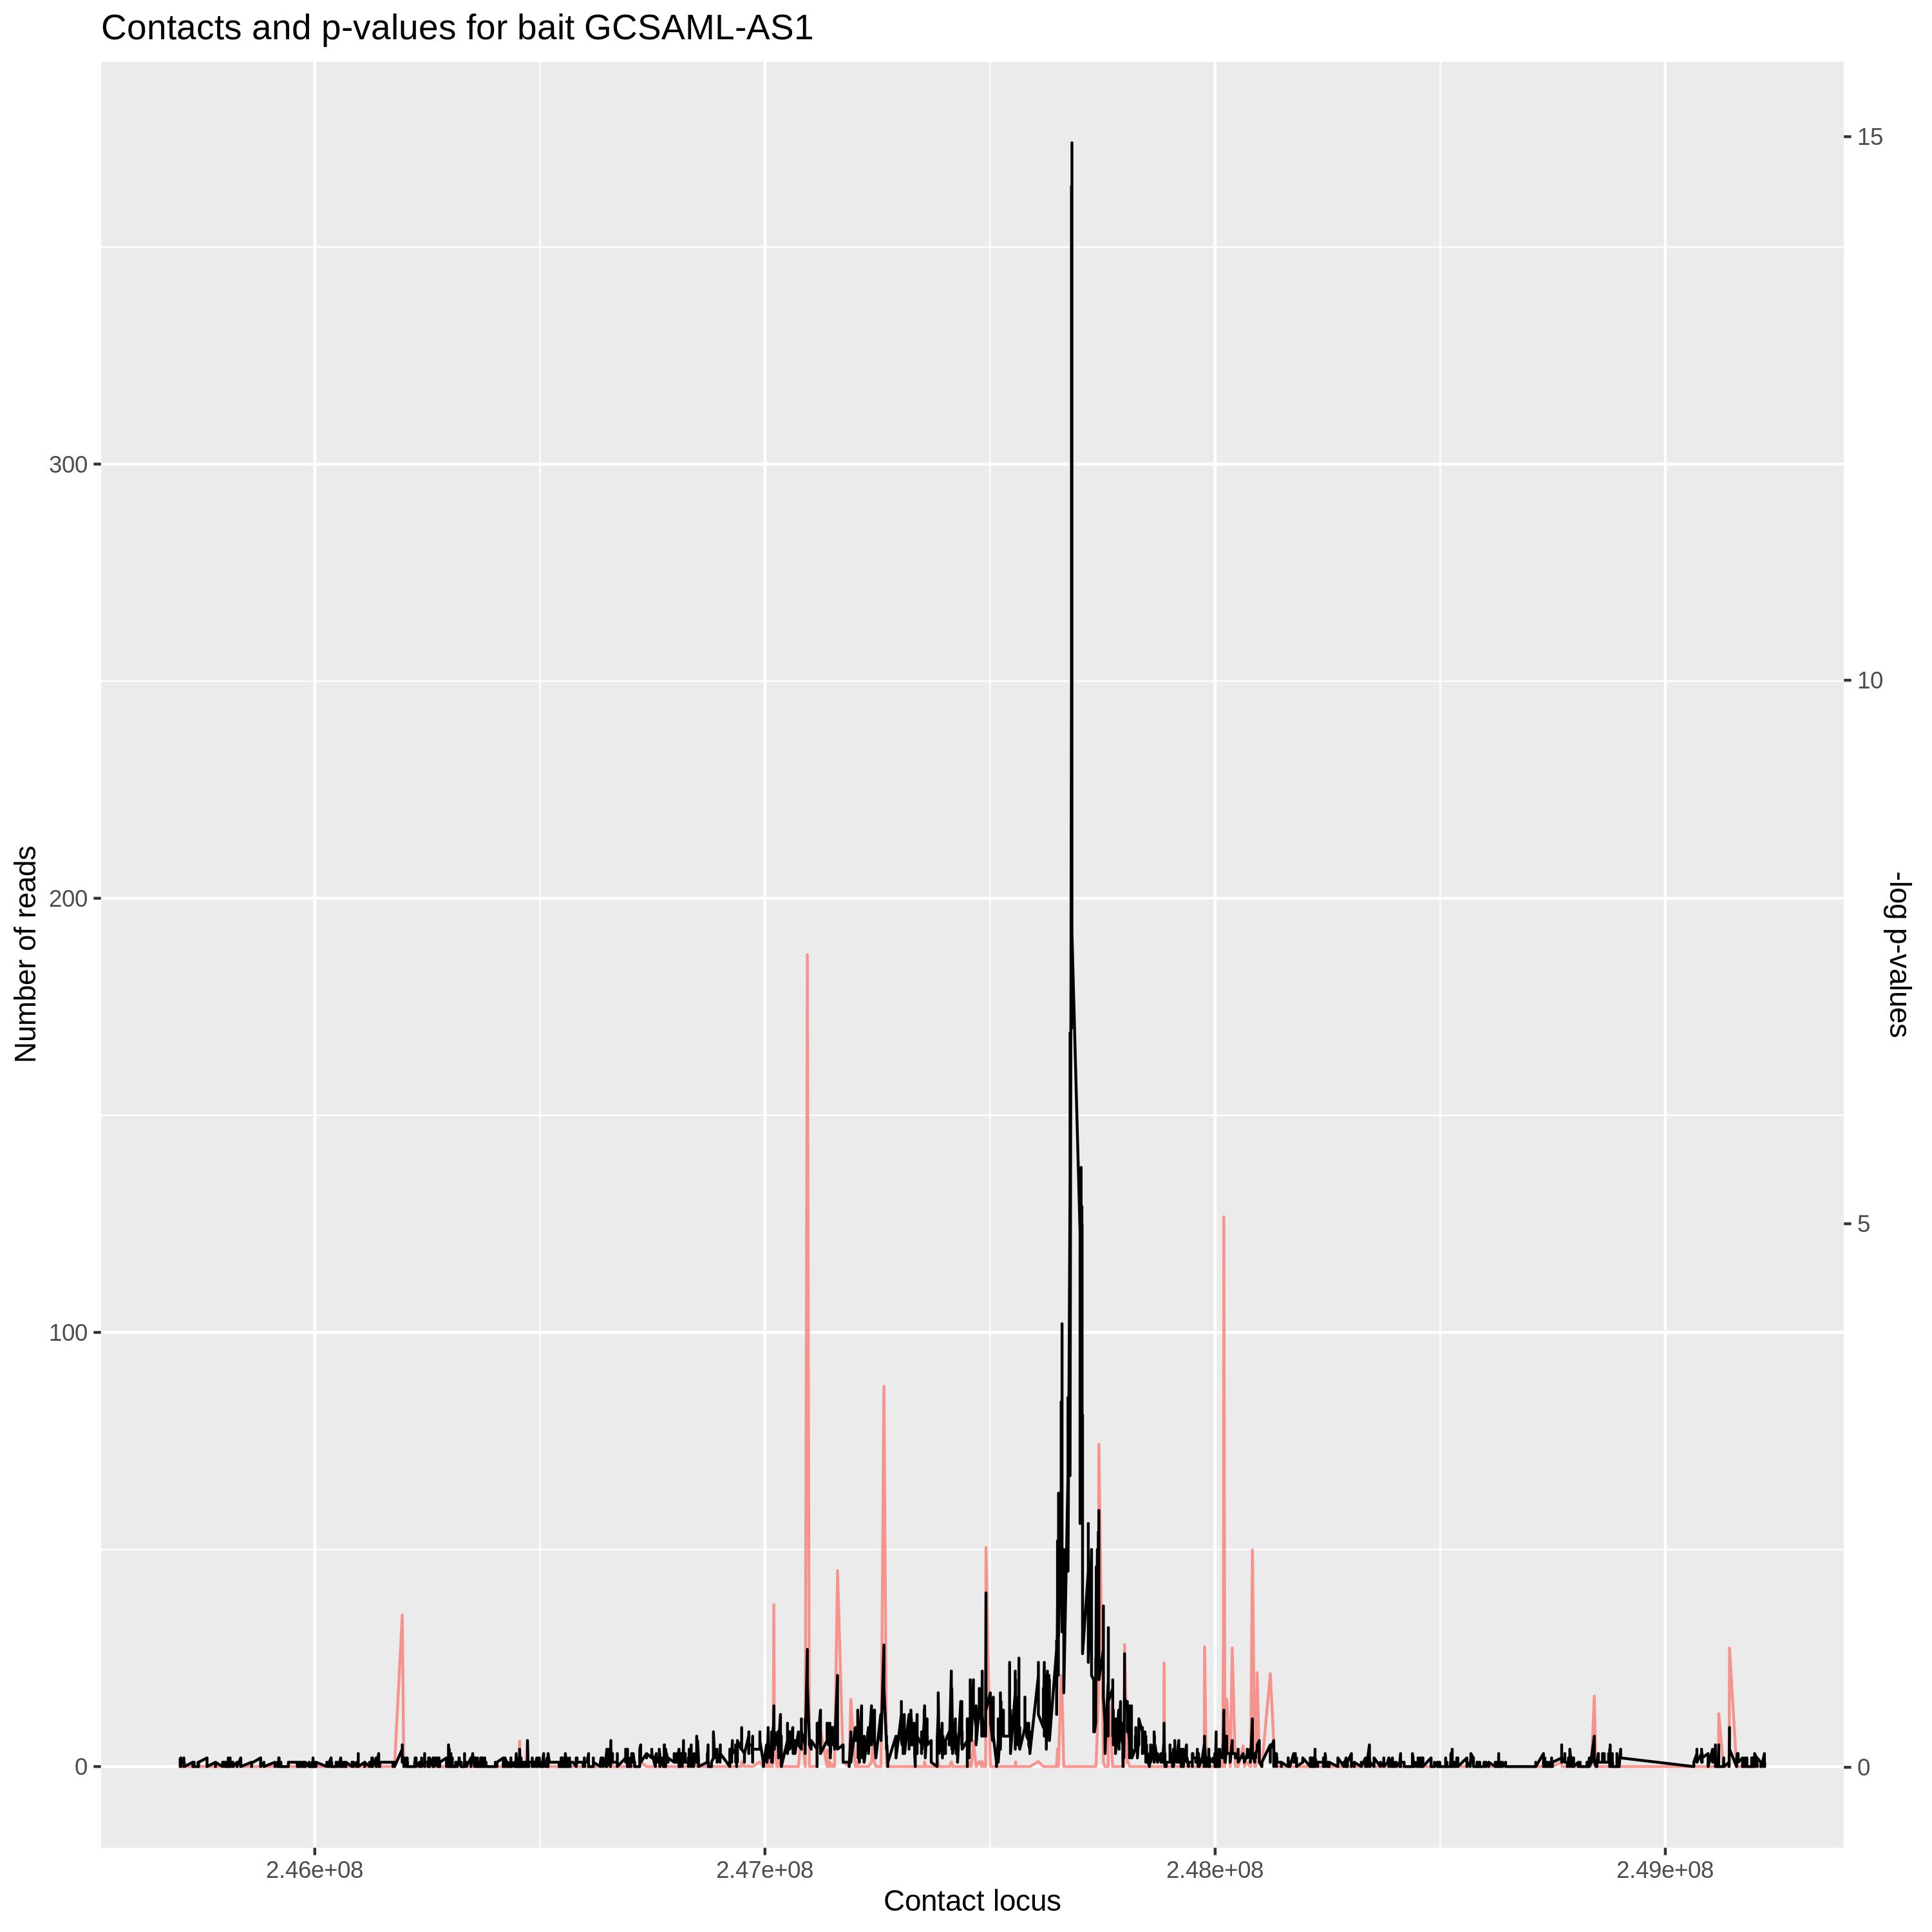 Contacts and p-values for bait GCSAML-AS1
Number of reads
300
200
100
0
15
10
5
0
-log p-values
2.46e+08
2.47e+08
2.48e+08
2.49e+08
Contact locus